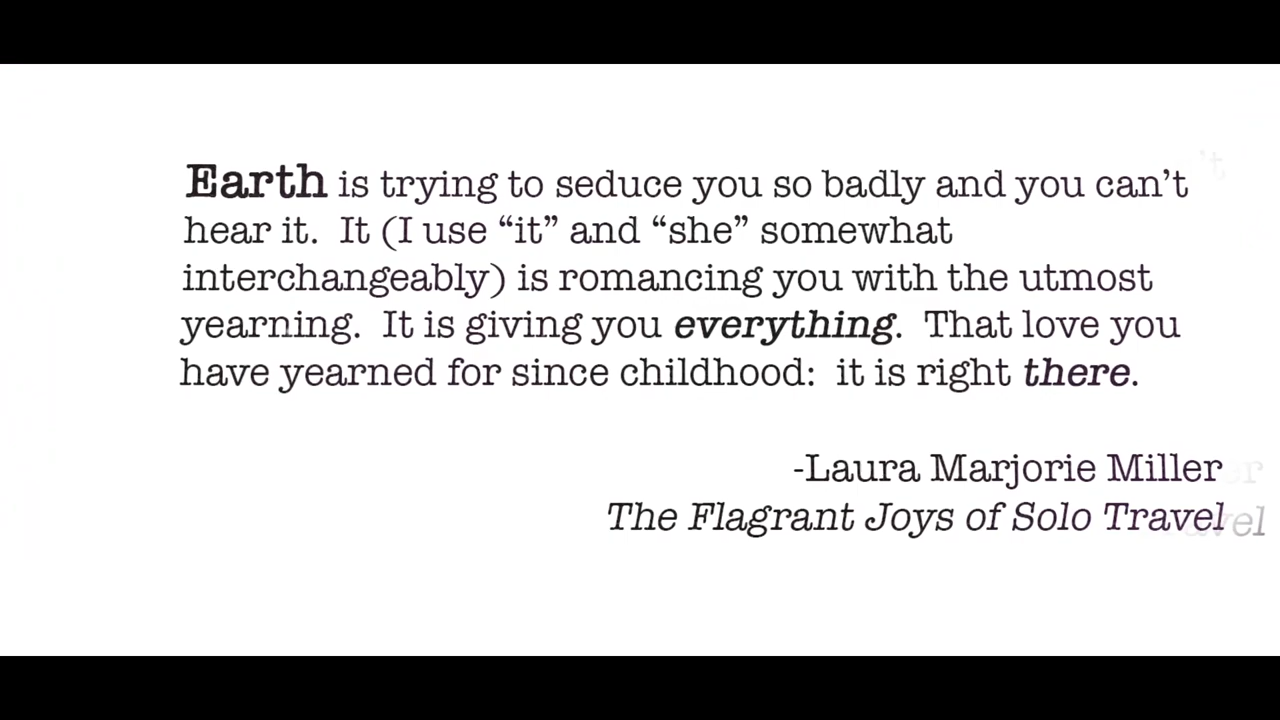 Earth is trying to seduce you so badly and you can’t
hear it.  It (I use “it” and “she” somewhat
interchangeably) is romancing you with the utmost
yearning.  It is giving you everything.  That love you
have yearned for since childhood:  it is right there.
-Laura Marjorie Miller
The Flagrant Joys of Solo Travel